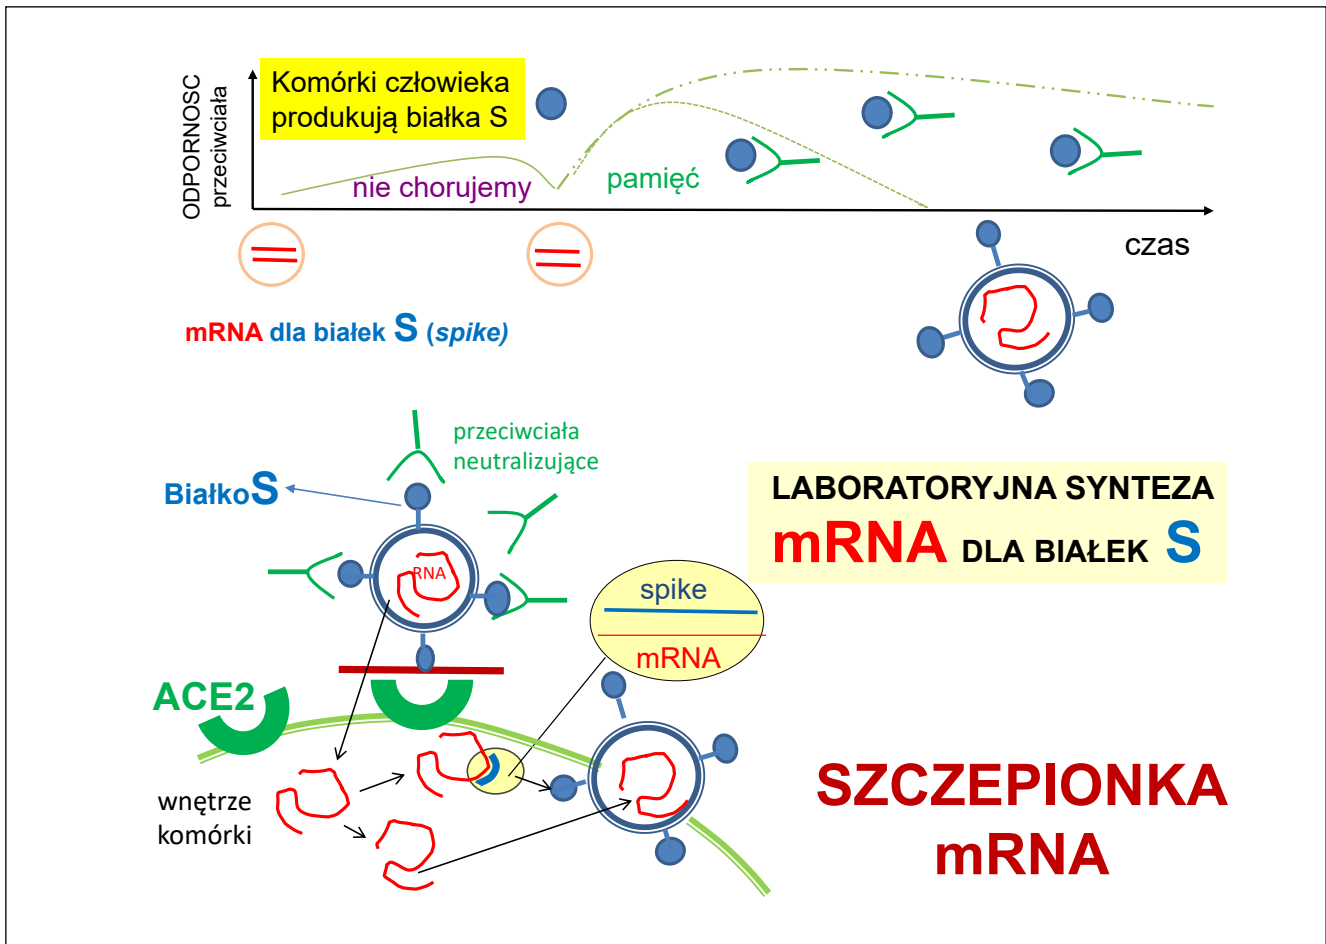 ODPORNOSC
przeciwciała
Komórki człowieka
produkują białka S
nie chorujemy
pamięć
czas
mRNA dla białek S (spike)
przeciwciała
neutralizujące
Białko S
RNA
LABORATORYJNA SYNTEZA
mRNA DLA BIAŁEK S
spike
mRNA
ACE2
wnętrze
komórki
SZCZEPIONKA
mRNA